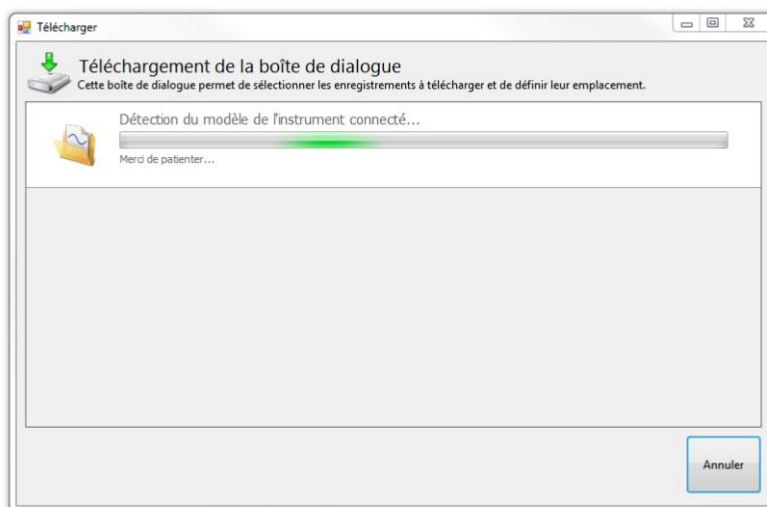 Télécharger
Téléchargement de la boîte de dialogue
Cette boîte de dialogue permet de sélectionner les enregistrements à télécharger et de définir leur emplacement.
Détection du modèle de l'instrument connecté...
Merci de patienter...
Annuler